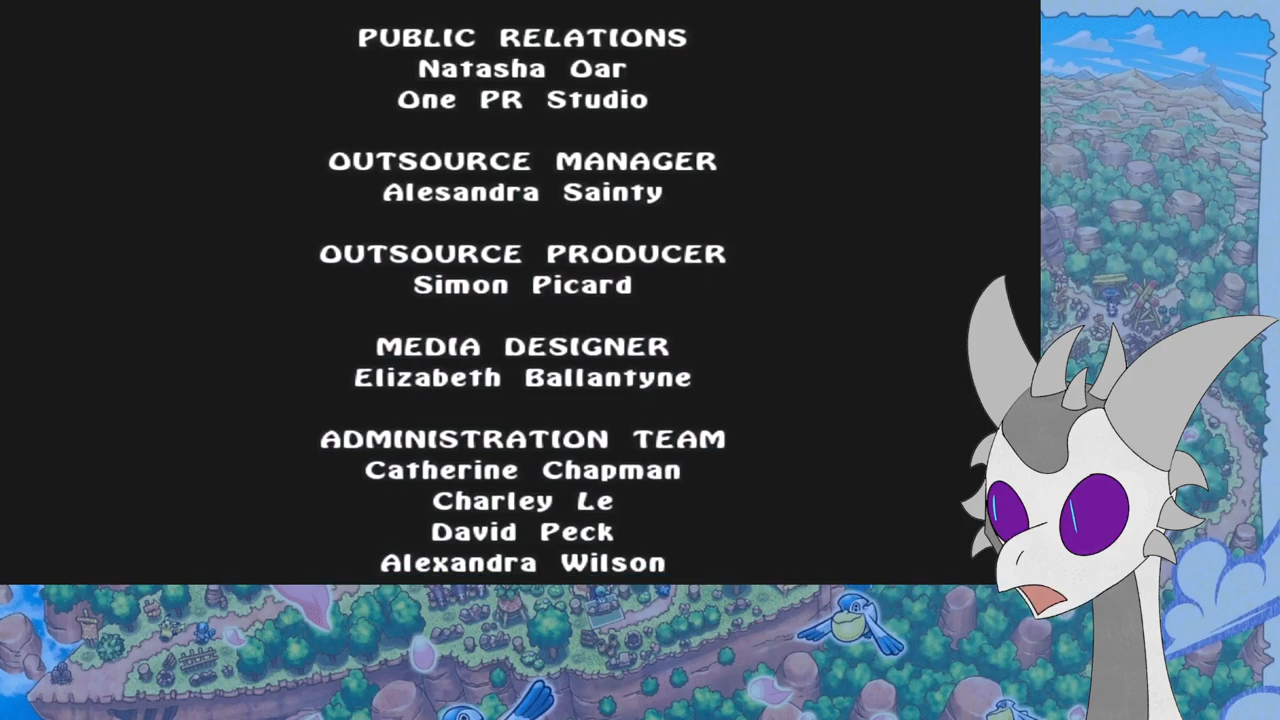 PUBLIC RELATIONS
Natasha Oar
One PR Studio
OUTSOURCE MANAGER
Alesandra Sainty
OUTSOURCE PRODUCER
Simon Picard
MEDIA DESIGNER
Elizabeth Ballantyne
ADMINISTRATION TEAM
Catherine Chapman
Charley Le
David Peck
Alexandra Wilson